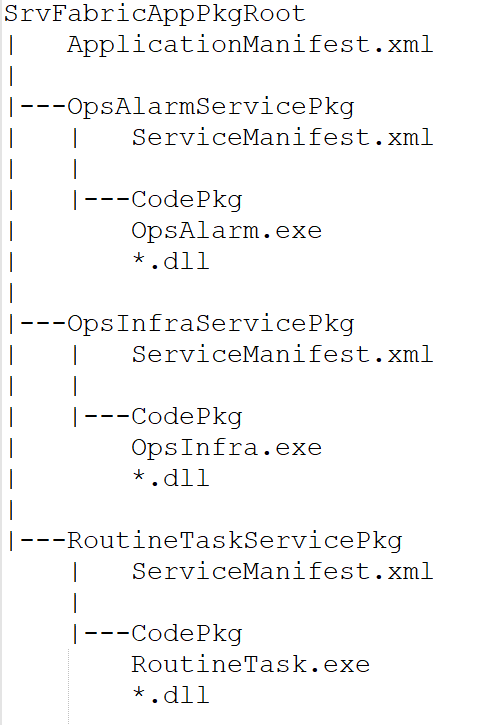 SrvFabricAppPkgRoot
|   ApplicationManifest.xml
|
|---OpsAlarmServicePkg
|   |   ServiceManifest.xml
|   |
|   |---CodePkg
|       OpsAlarm.exe
|       *.dll
|
|---OpsInfraServicePkg
|   |   ServiceManifest.xml
|   |
|   |---CodePkg
|       OpsInfra.exe
|       *.dll
|
|---RoutineTaskServicePkg
    |   ServiceManifest.xml
    |
    |---CodePkg
        RoutineTask.exe
        *.dll